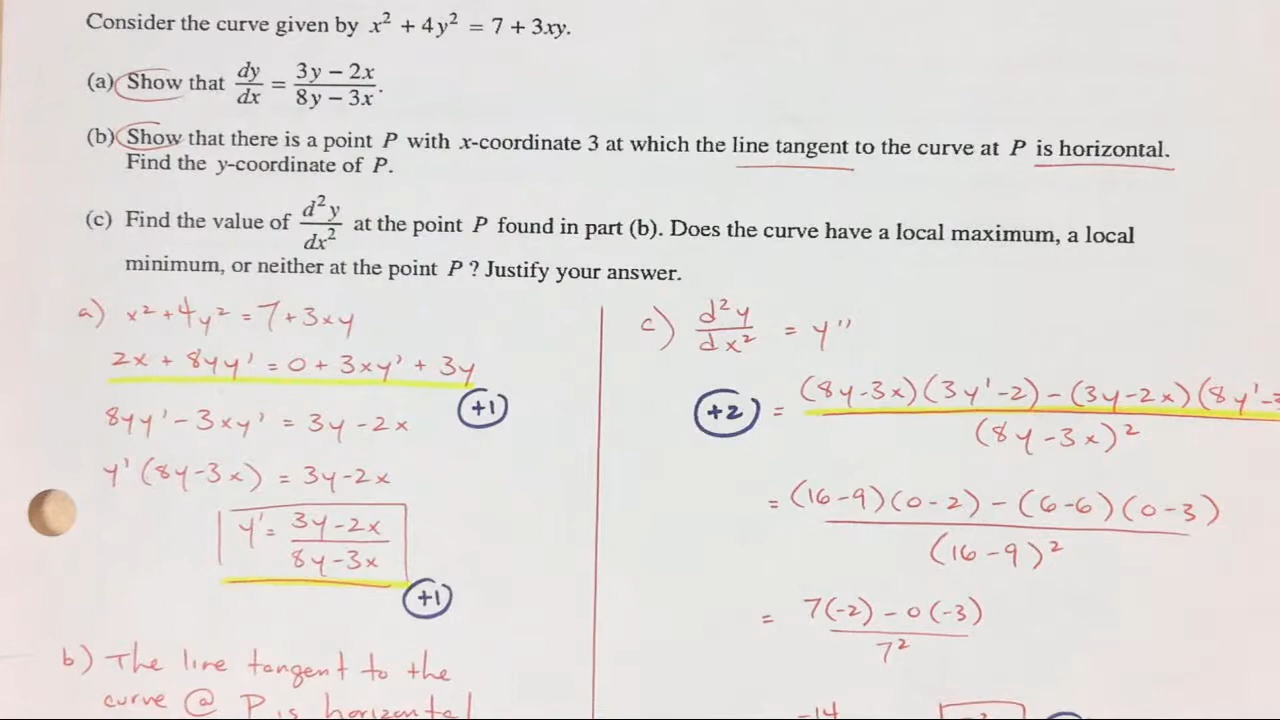 Consider the curve given by x² + 4y² = 7 + 3xy.
(a) Show that dy/dx = (3y − 2x)/(8y − 3x).
(b) Show that there is a point P with x-coordinate 3 at which the line tangent to the curve at P is horizontal.
Find the y-coordinate of P.
(c) Find the value of d²y/dx² at the point P found in part (b). Does the curve have a local maximum, a local
minimum, or neither at the point P ? Justify your answer.
a) x² + 4y² = 7 + 3xy
2x + 8yy' = 0 + 3xy' + 3y
+1
8yy' − 3xy' = 3y − 2x
y' (8y − 3x) = 3y − 2x
y' = (3y − 2x)/(8y − 3x)
+1
b) The line tangent to the
curve @ P is horizontal
c) d²y/dx² = y''
+2 = ((8y − 3x)(3y' − 2) − (3y − 2x)(8y' − 3/(8y − 3x)²
= ((16 − 9)(0 − 2) − (6 − 6)(0 − 3))/(16 − 9)²
= (7(−2) − 0(−3))/7²
−14